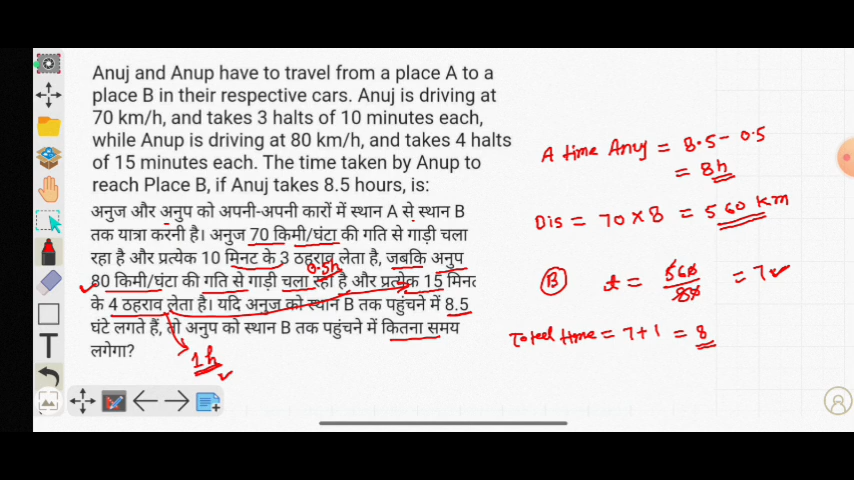 Anuj and Anup have to travel from a place A to a
place B in their respective cars. Anuj is driving at
70 km/h, and takes 3 halts of 10 minutes each,
while Anup is driving at 80 km/h, and takes 4 halts
of 15 minutes each. The time taken by Anup to
reach Place B, if Anuj takes 8.5 hours, is:
अनुज और अनुप को अपनी-अपनी कारों में स्थान A से स्थान B
तक यात्रा करनी है। अनुज 70 किमी/घंटा की गति से गाड़ी चला
रहा है और प्रत्येक 10 मिनट के 3 ठहराव लेता है, जबकि अनुप
0.5h
80 किमी/घंटा की गति से गाड़ी चला रहा है और प्रत्येक 15 मिनट
के 4 ठहराव लेता है। यदि अनुज को स्थान B तक पहुंचने में 8.5
घंटे लगते हैं, तो अनुप को स्थान B तक पहुंचने में कितना समय
लगेगा?
1h
A time Anuj = 8.5 - 0.5
= 8h
Dis = 70 × 8 = 560 km
B t = 560/80 = 7
Total time = 7 + 1 = 8
T